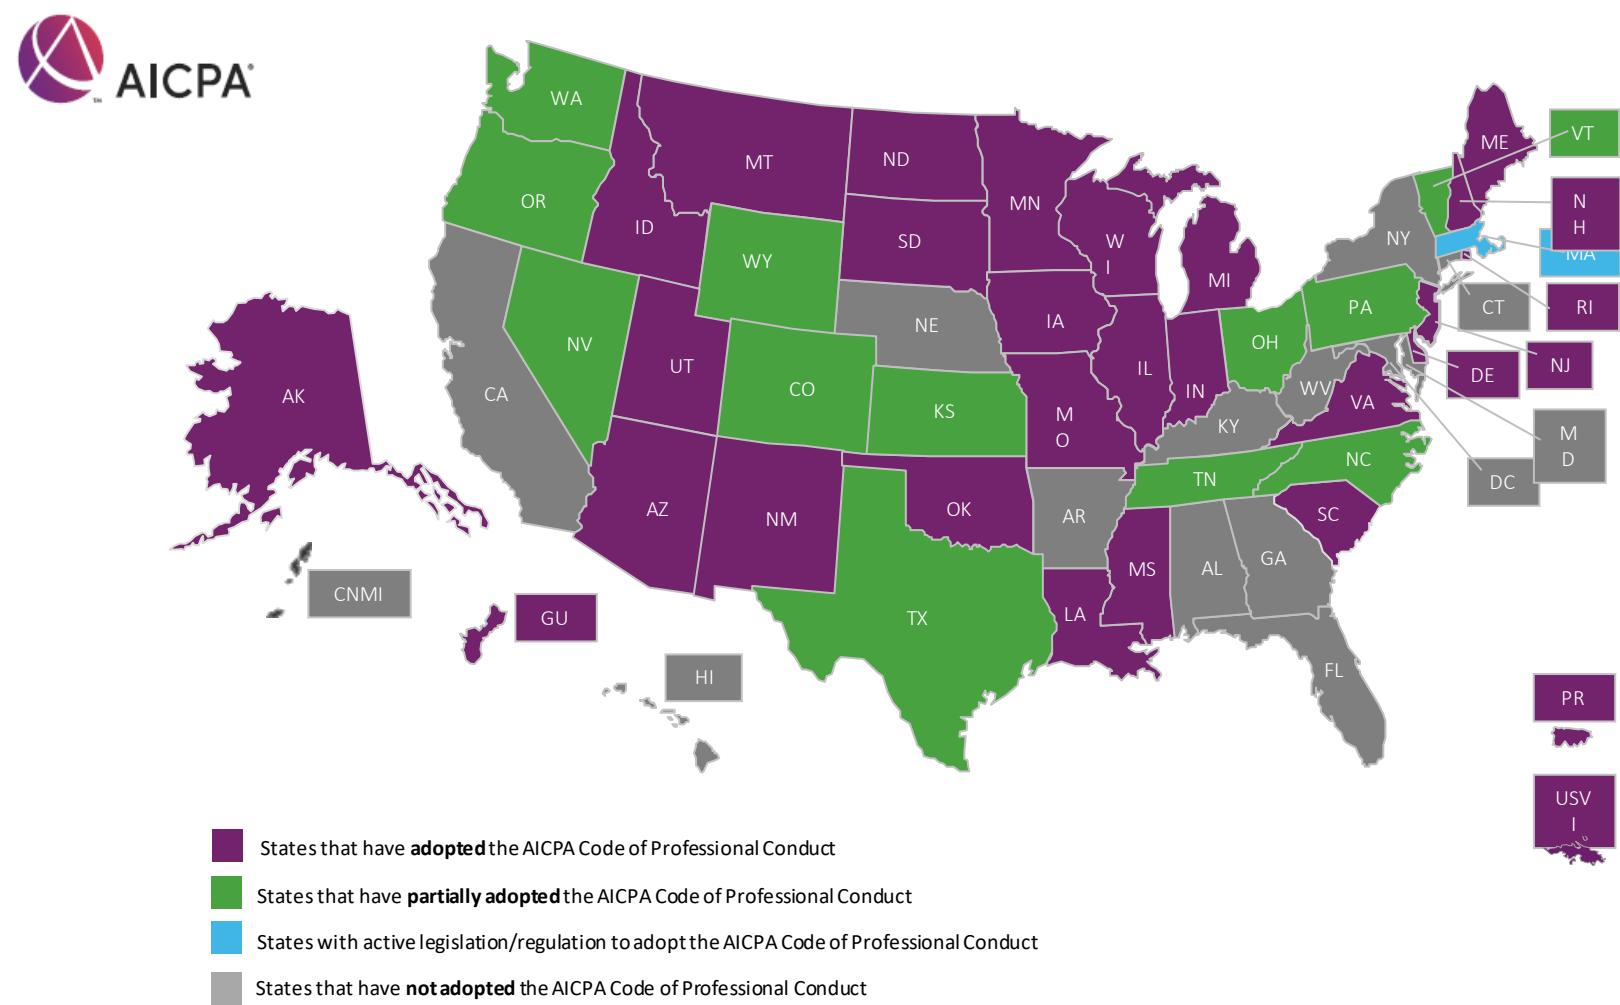 AICPA
TM
WA
OR
CA
NV
ID
MT
WY
UT
AZ
CO
NM
ND
SD
NE
KS
OK
TX
MN
IA
M
O
AR
LA
W
I
IL
MI
IN
OH
KY
TN
MS
AL
GA
FL
SC
NC
VA
WV
PA
NY
ME
VT
N
H
MA
RI
CT
NJ
DE
M
D
DC
AK
CNMI
GU
HI
PR
USV
I
States that have adopted the AICPA Code of Professional Conduct
States that have partially adopted the AICPA Code of Professional Conduct
States with active legislation/regulation to adopt the AICPA Code of Professional Conduct
States that have not adopted the AICPA Code of Professional Conduct